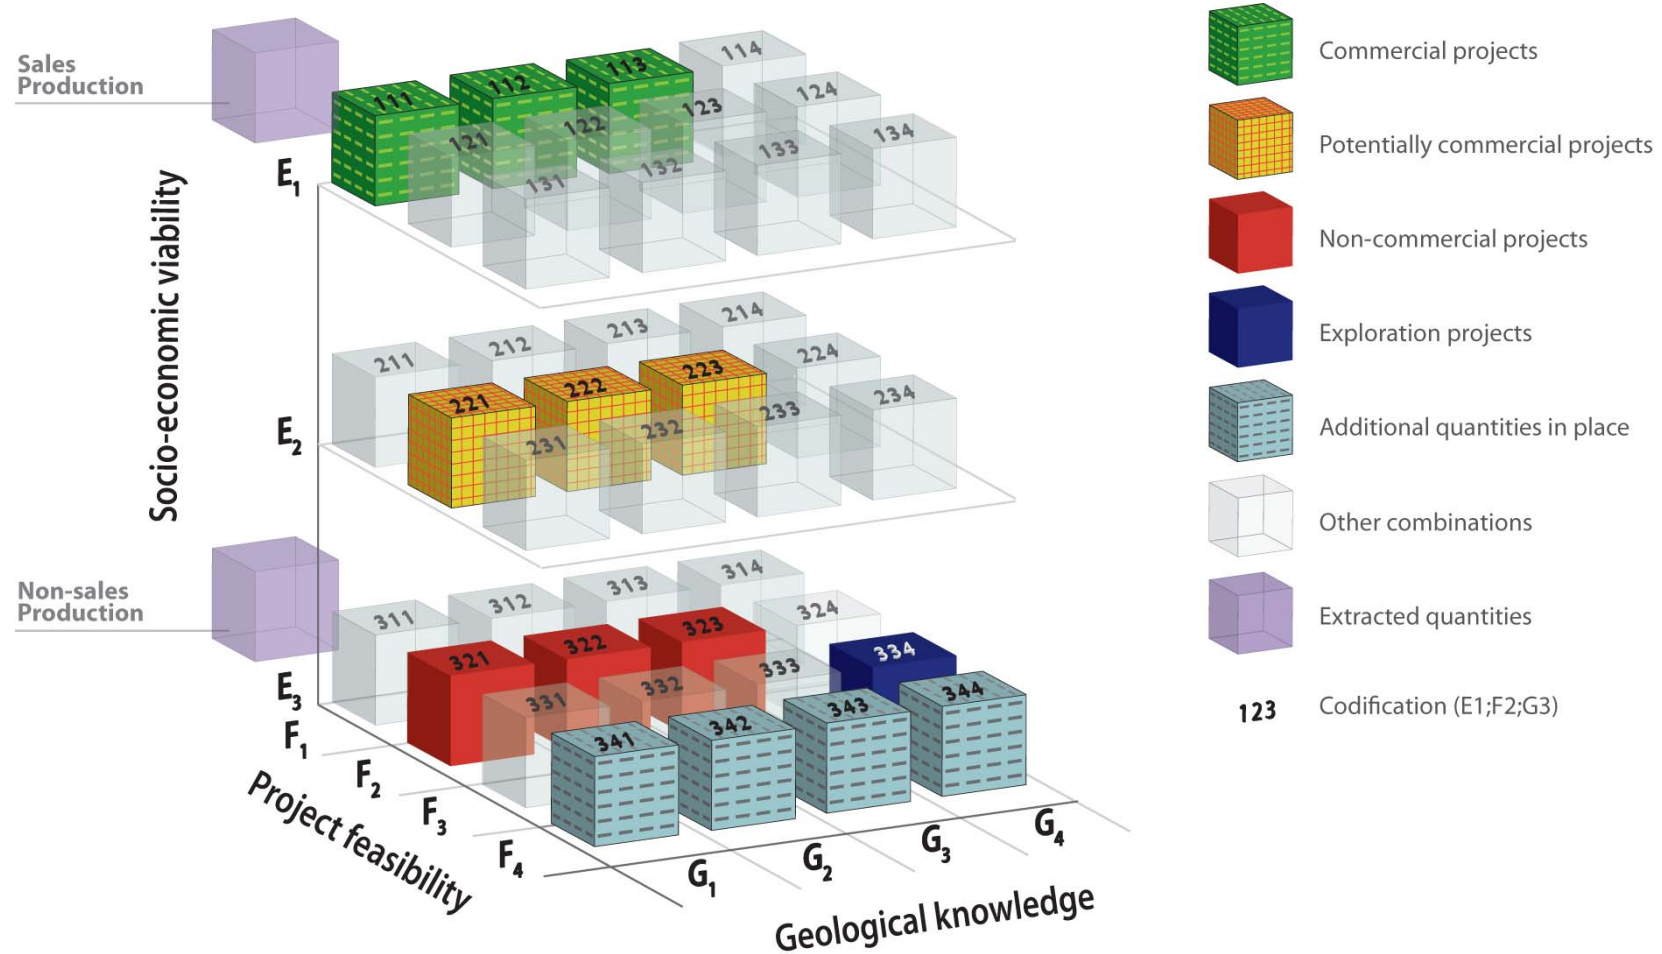 Sales
Production
Socio-economic viability
E1
111
112
113
114
121
122
123
124
131
132
133
134
E2
211
212
213
214
221
222
223
224
231
232
233
234
Non-sales
Production
E3
311
312
313
314
321
322
323
324
331
332
333
334
341
342
343
344
F1
F2
F3
F4
Project feasibility
G1
G2
G3
G4
Geological knowledge
Commercial projects
Potentially commercial projects
Non-commercial projects
Exploration projects
Additional quantities in place
Other combinations
Extracted quantities
123 Codification (E1;F2;G3)